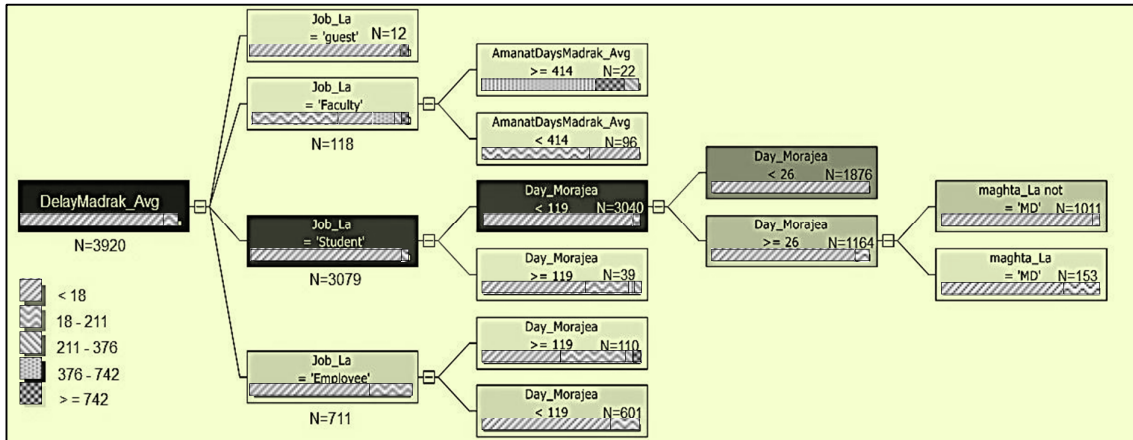 Job_La
= 'guest'
N=12
Job_La
= 'Faculty'
N=118
AmanatDaysMadrak_Avg
>= 414
N=22
AmanatDaysMadrak_Avg
< 414
N=96
DelayMadrak_Avg
N=3920
Job_La
= 'Student'
N=3079
Day_Morajea
< 119
N=3040
Day_Morajea
>= 119
N=39
Day_Morajea
< 26
N=1876
Day_Morajea
>= 26
N=1164
maghta_La not
= 'MD'
N=1011
maghta_La
= 'MD'
N=153
Job_La
= 'Employee'
N=711
Day_Morajea
>= 119
N=110
Day_Morajea
< 119
N=601
< 18
18 - 211
211 - 376
376 - 742
> = 742